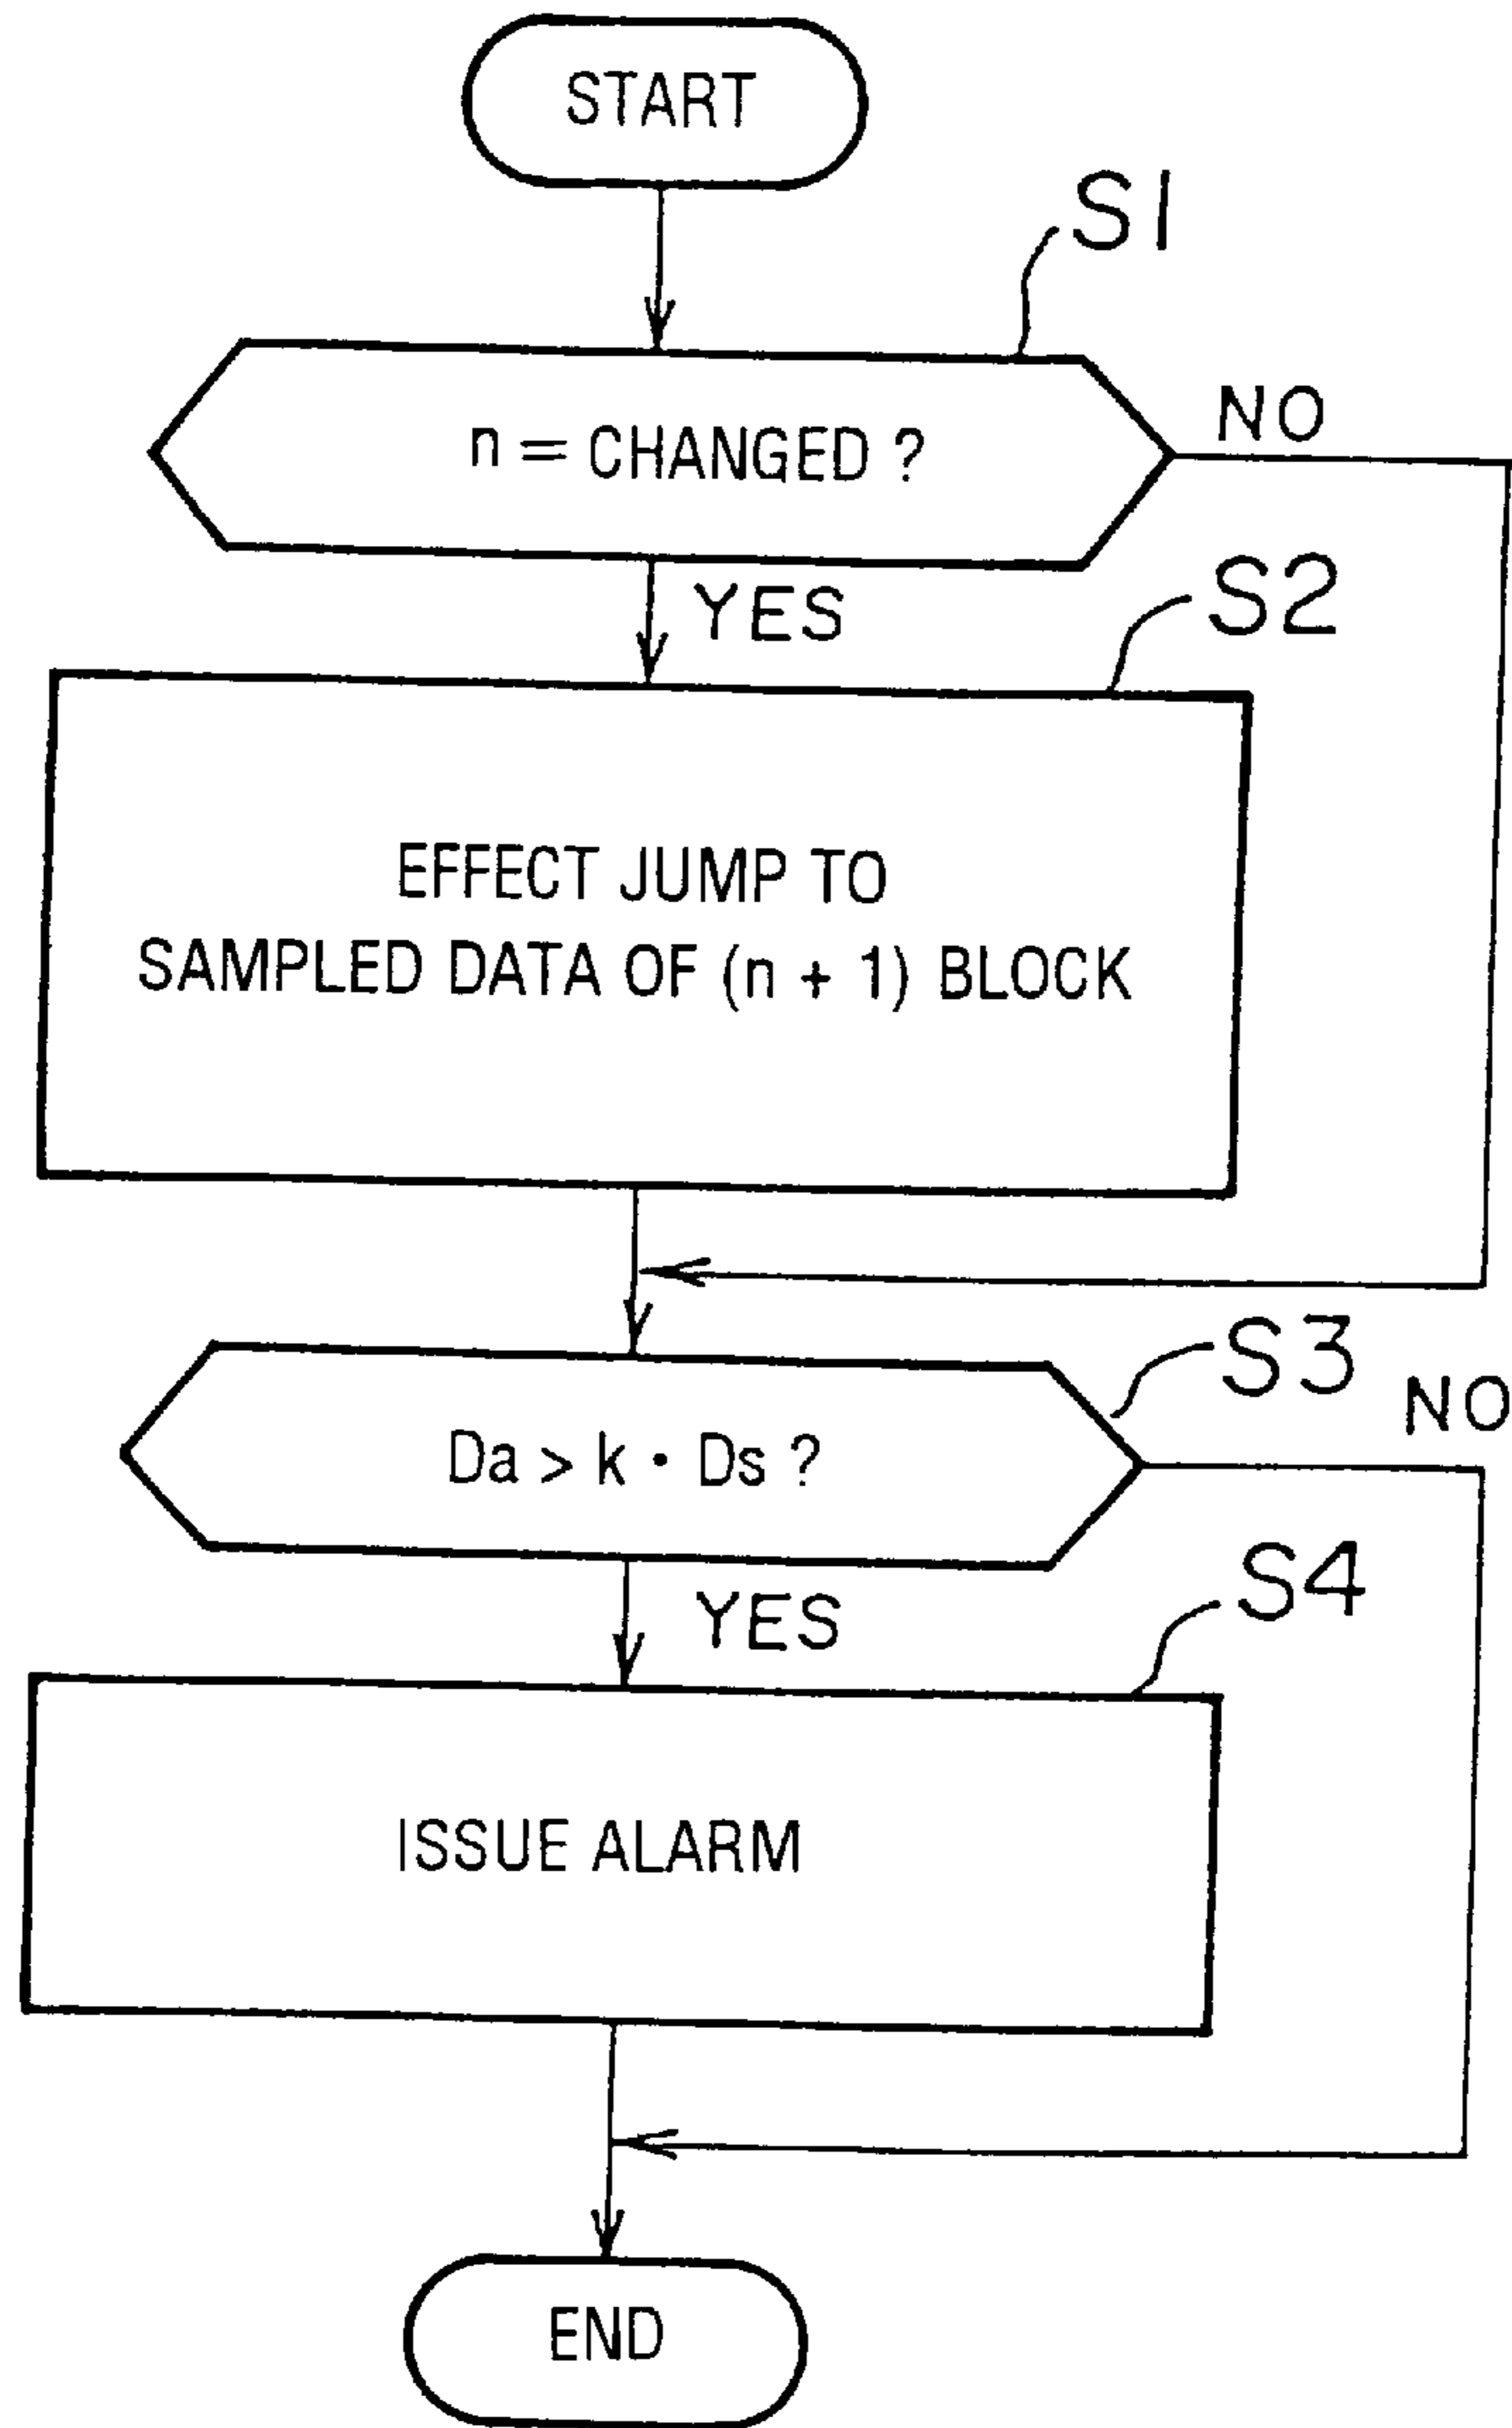 START
S1
n = CHANGED ?
NO
YES
S2
EFFECT JUMP TO
SAMPLED DATA OF (n + 1) BLOCK
S3
NO
Da > k · Ds ?
YES
S4
ISSUE ALARM
END